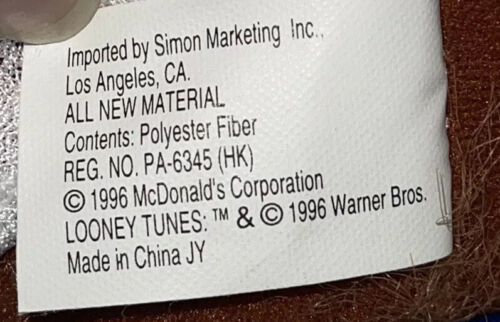 Imported by Simon Marketing Inc.,
Los Angeles, CA.
ALL NEW MATERIAL
Contents: Polyester Fiber
REG. NO. PA-6345 (HK)
© 1996 McDonald's Corporation
LOONEY TUNES: ™ & © 1996 Warner Bros.
Made in China JY